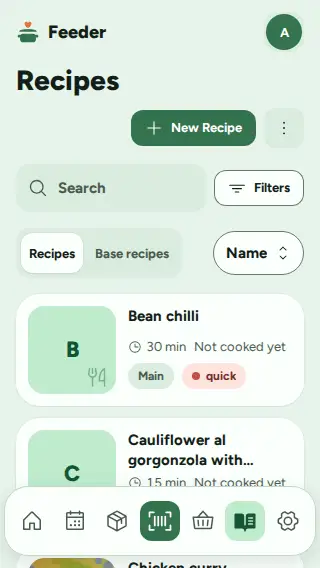 Feeder
A
Recipes
New Recipe
Search
Filters
Recipes
Base recipes
Name
B
Bean chilli
30 min Not cooked yet
Main
quick
C
Cauliflower al
gorgonzola with...
15 min Not cooked yet
Chicken curry